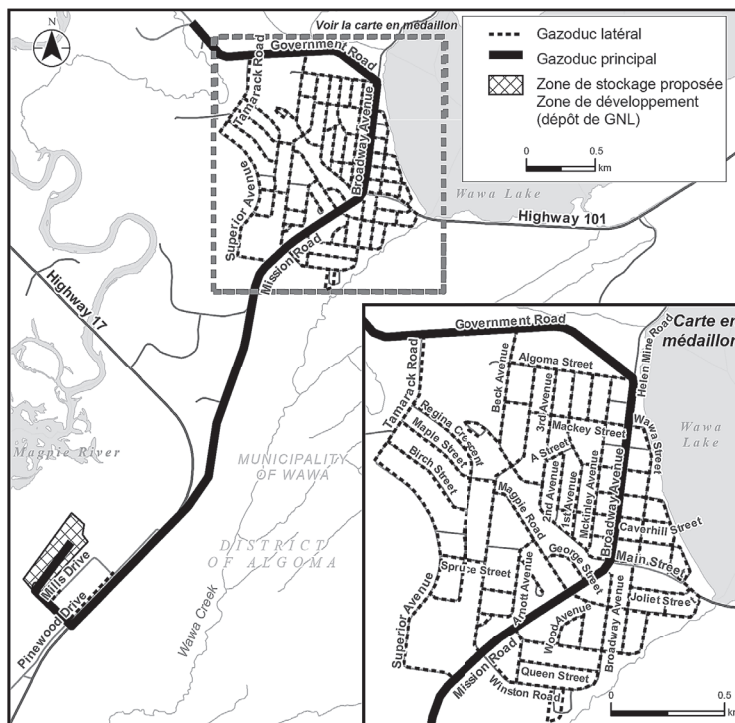 N
Voir la carte en médaillon
Gazoduc latéral
Gazoduc principal
Zone de stockage proposée
Zone de développement
(dépôt de GNL)
0
0.5
km
Government Road
Tamarack Road
Broadway Avenue
Superior Avenue
Mission Road
Wawa Lake
Highway 101
Highway 17
Magpie River
MUNICIPALITY
OF WAWA
DISTRICT
OF ALGOMA
Wawa Creek
Mills Drive
Pinewood Drive
Carte en
médaillon
Government Road
Helen Mine Road
Tamarack Road
Beck Avenue
Algoma Street
3rd Avenue
Mackey Street
Wawa Street
Wawa
Lake
Regina Crescent
Maple Street
Birch Street
A Street
2nd Avenue
1st Avenue
Mckinley Avenue
Broadway Avenue
Magpie Road
Caverhill Street
Main Street
George Street
Spruce Street
Arnott Avenue
Superior Avenue
Wood Avenue
Broadway Avenue
Joliet Street
Mission Road
Queen Street
Winston Road
0
0.5
km